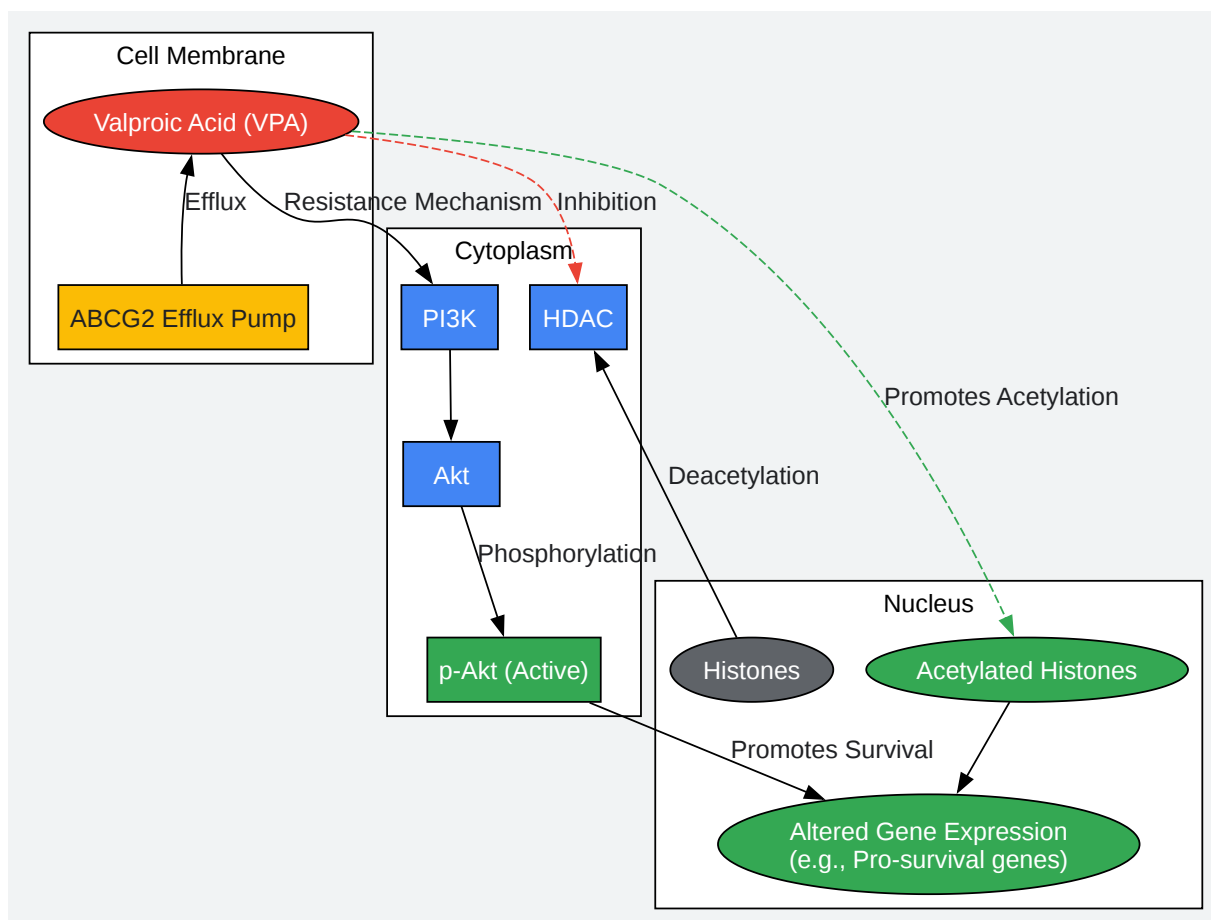 Cell Membrane
Valproic Acid (VPA)
Efflux
Resistance Mechanism
Inhibition
Cytoplasm
ABCG2 Efflux Pump
PI3K
HDAC
Promotes Acetylation
Akt
Deacetylation
Phosphorylation
Nucleus
p-Akt (Active)
Histones
Acetylated Histones
Promotes Survival
Altered Gene Expression
(e.g., Pro-survival genes)